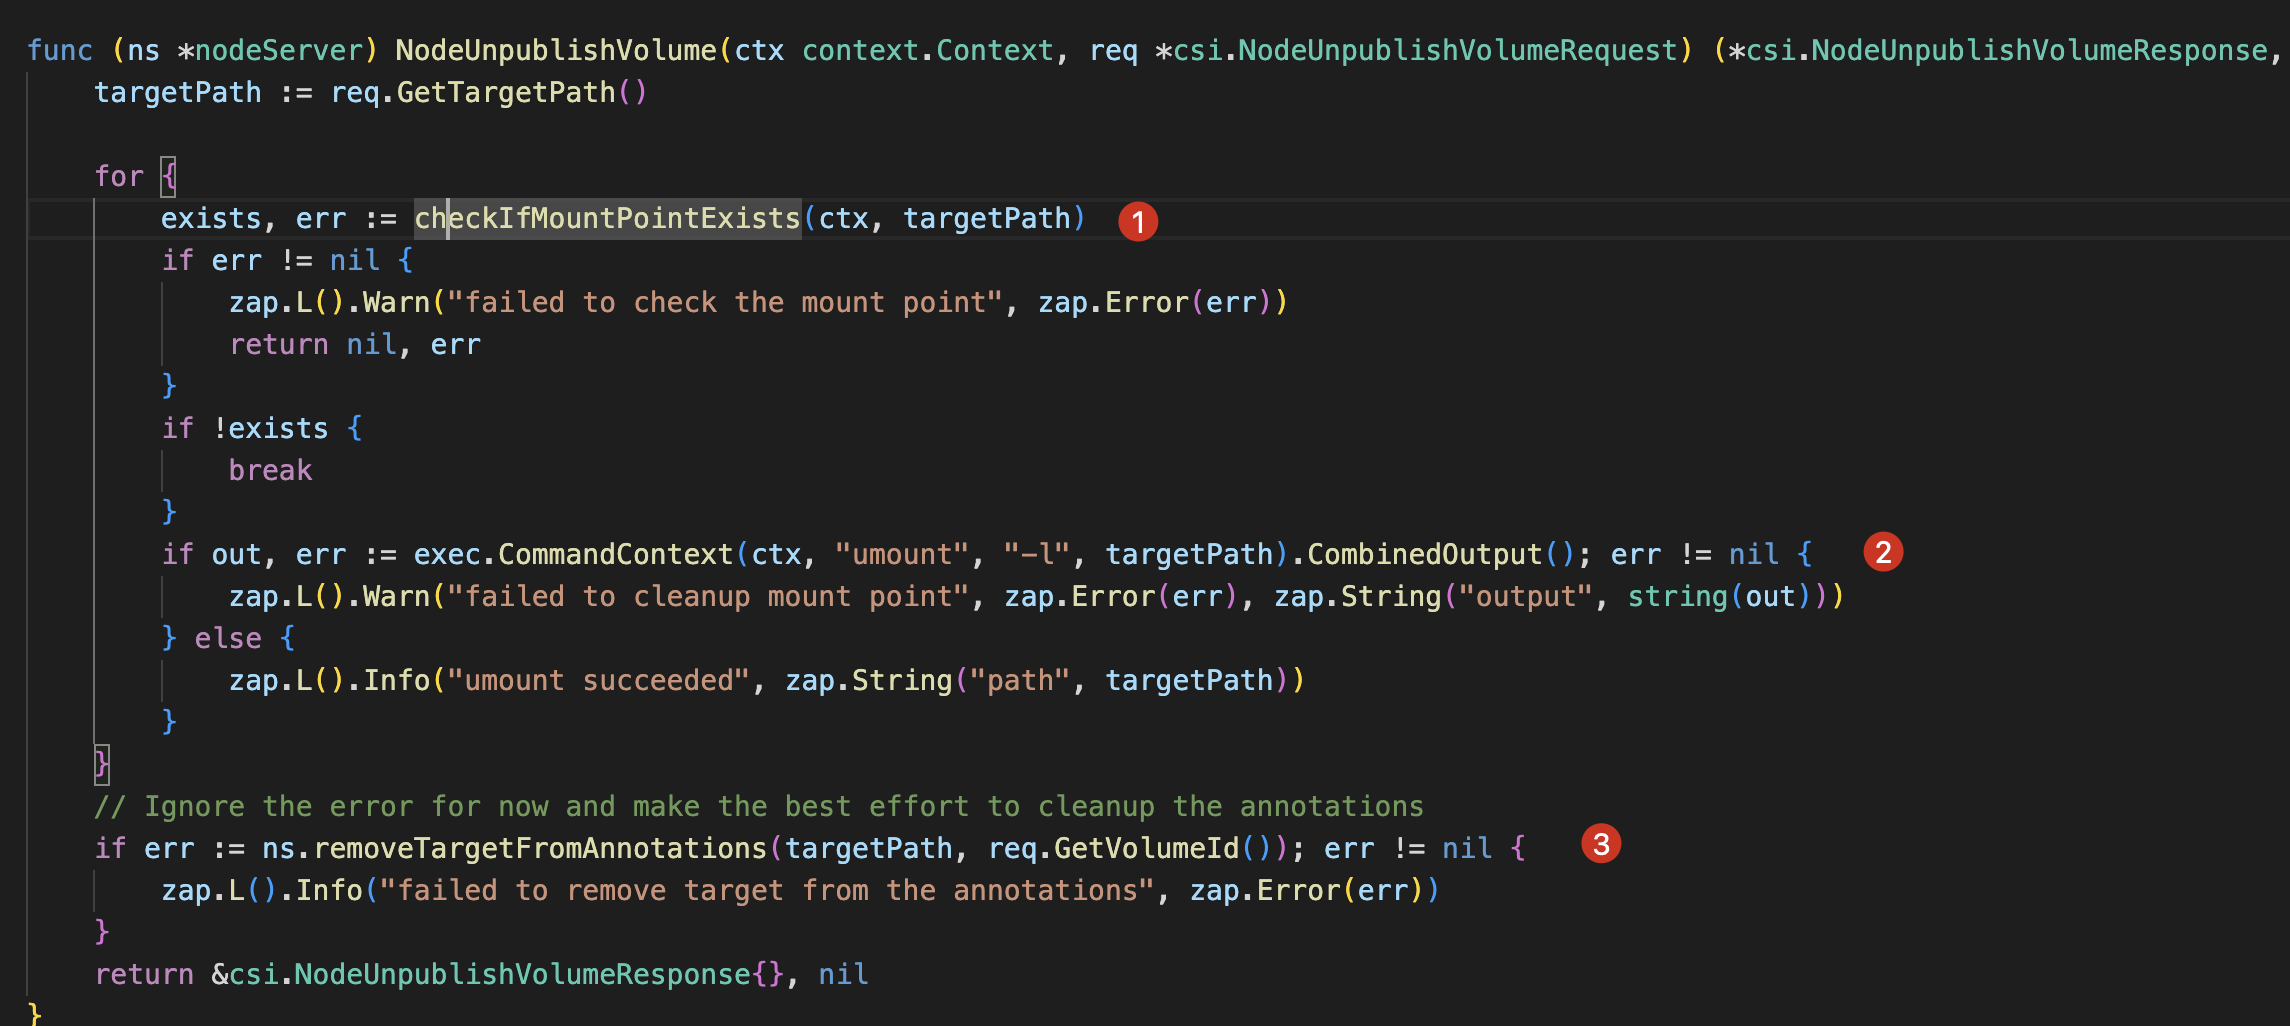 func (ns *nodeServer) NodeUnpublishVolume(ctx context.Context, req *csi.NodeUnpublishVolumeRequest) (*csi.NodeUnpublishVolumeResponse,
    targetPath := req.GetTargetPath()

    for {
        exists, err := checkIfMountPointExists(ctx, targetPath) 1
        if err != nil {
            zap.L().Warn("failed to check the mount point", zap.Error(err))
            return nil, err
        }
        if !exists {
            break
        }
        if out, err := exec.CommandContext(ctx, "umount", "-l", targetPath).CombinedOutput(); err != nil { 2
            zap.L().Warn("failed to cleanup mount point", zap.Error(err), zap.String("output", string(out)))
        } else {
            zap.L().Info("umount succeeded", zap.String("path", targetPath))
        }
    }
    // Ignore the error for now and make the best effort to cleanup the annotations
    if err := ns.removeTargetFromAnnotations(targetPath, req.GetVolumeId()); err != nil { 3
        zap.L().Info("failed to remove target from the annotations", zap.Error(err))
    }
    return &csi.NodeUnpublishVolumeResponse{}, nil
}